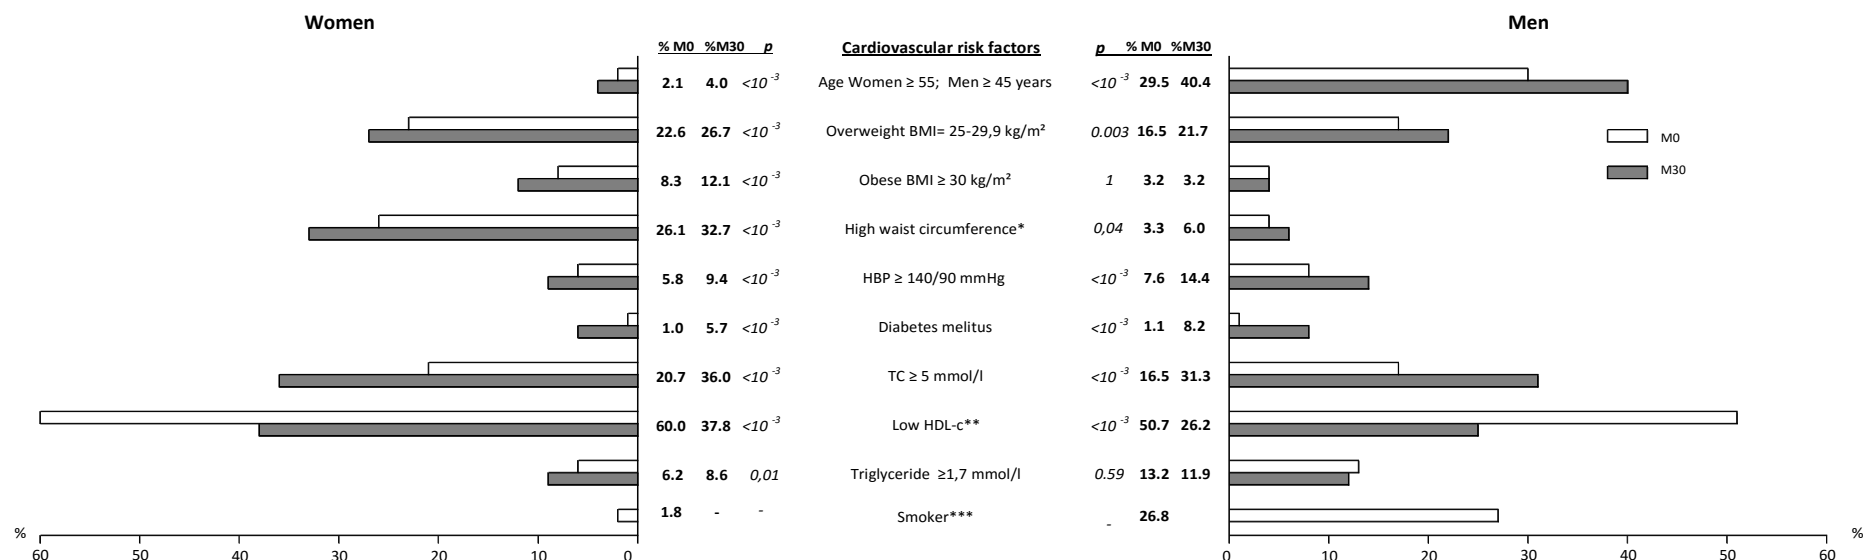 Women Men
% M0 %M30 p Cardiovascular risk factors p % M0 %M30
2.1 4.0 <10 -3 Age Women ≥ 55; Men ≥ 45 years <10 -3 29.5 40.4
22.6 26.7 <10 -3 Overweight BMI= 25-29,9 kg/m² 0.003 16.5 21.7
M0
8.3 12.1 <10 -3 Obese BMI ≥ 30 kg/m² 1 3.2 3.2
M30
26.1 32.7 <10 -3 High waist circumference* 0,04 3.3 6.0
5.8 9.4 <10 -3 HBP ≥ 140/90 mmHg <10 -3 7.6 14.4
1.0 5.7 <10 -3 Diabetes melitus <10 -3 1.1 8.2
20.7 36.0 <10 -3 TC ≥ 5 mmol/l <10 -3 16.5 31.3
60.0 37.8 <10 -3 Low HDL-c** <10 -3 50.7 26.2
6.2 8.6 0,01 Triglyceride ≥1,7 mmol/l 0.59 13.2 11.9
1.8 - - Smoker*** - 26.8
% %
60 50 40 30 20 10 0 0 10 20 30 40 50 60